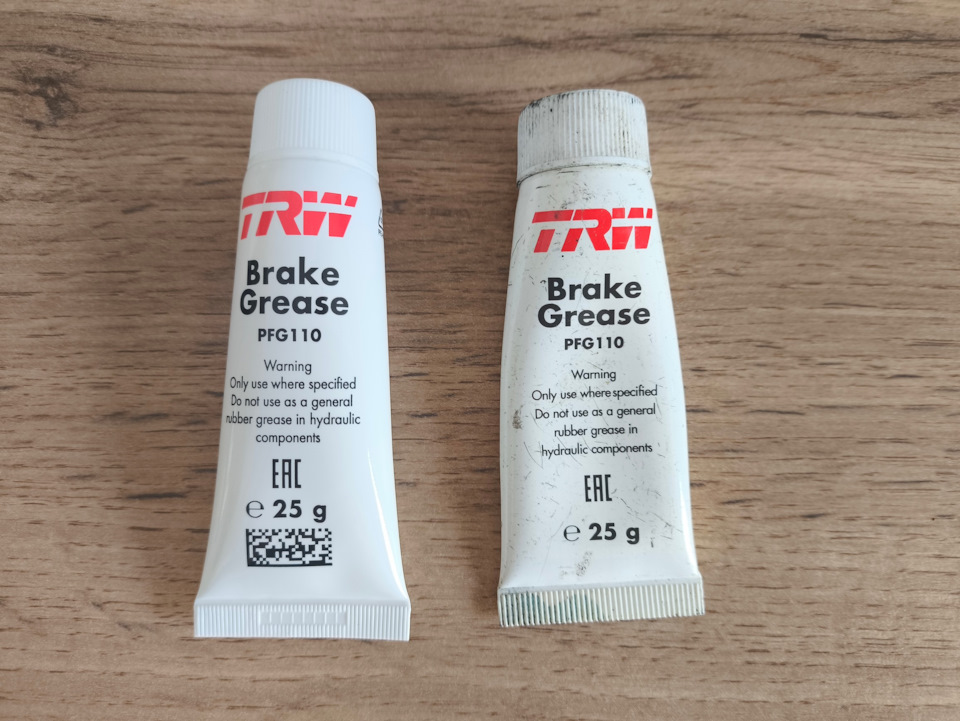 TRW
Brake
Grease
PFG110
Warning
Only use where specified
Do not use as a general
rubber grease in hydraulic
components
EAC
℮ 25 g
TRW
Brake
Grease
PFG110
Warning
Only use where specified
Do not use as a general
rubber grease in
hydraulic components
EAC
℮ 25 g